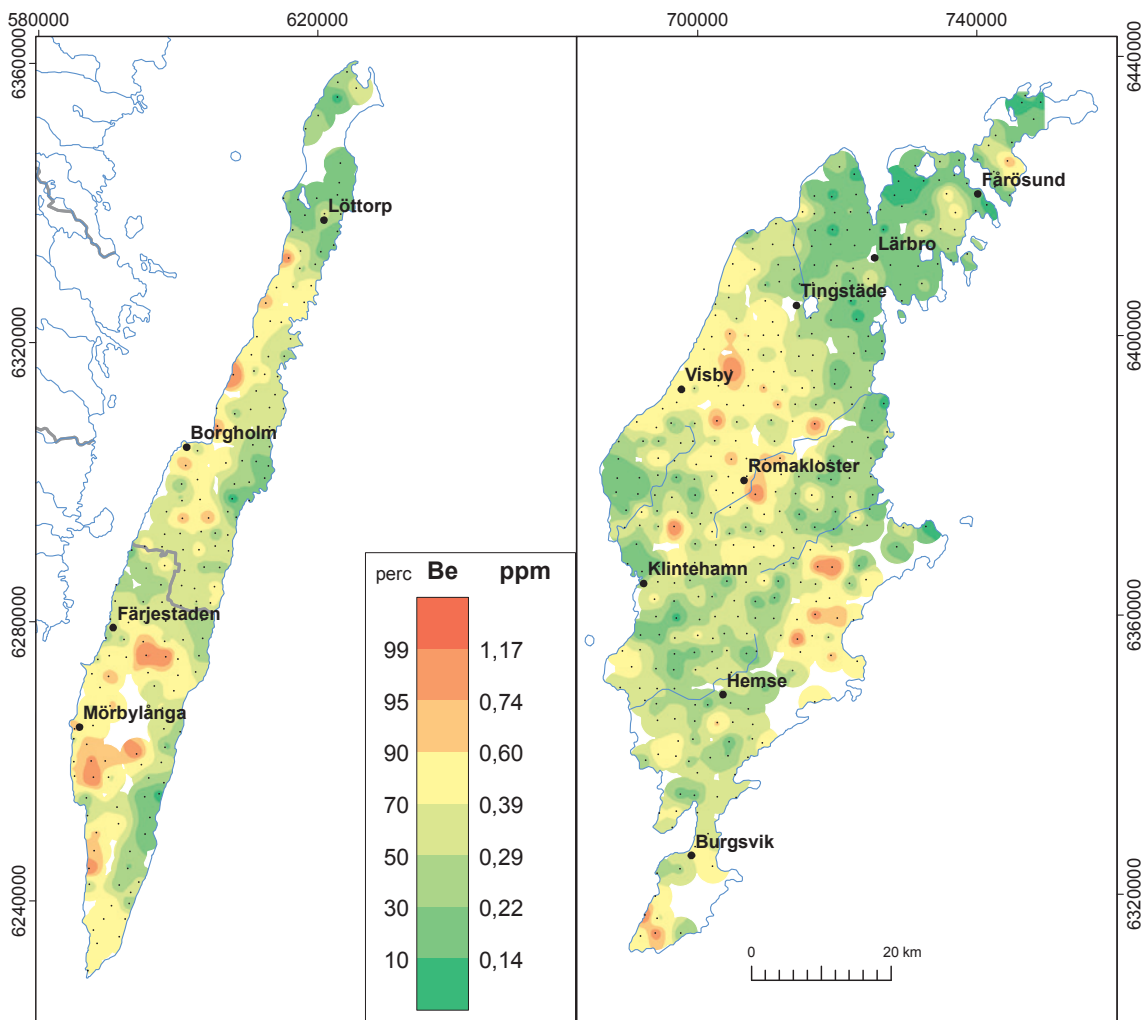 580000 620000 700000 740000
6360000
6320000
6280000
6240000
6440000
6400000
6360000
6320000
Löttorp
Borgholm
Färjestaden
Mörbylånga
Fårösund
Lärbro
Tingstäde
Visby
Romakloster
Klintehamn
Hemse
Burgsvik
perc Be ppm
99 1,17
95 0,74
90 0,60
70 0,39
50 0,29
30 0,22
10 0,14
0 20 km